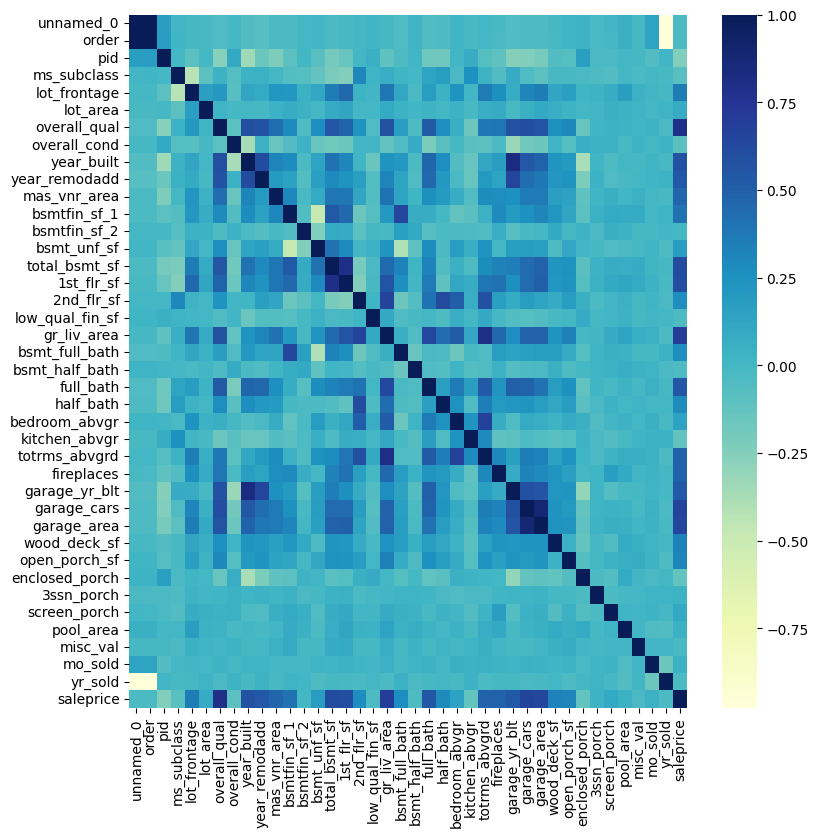 unnamed_0
order
pid
ms_subclass
lot_frontage
lot_area
overall_qual
overall_cond
year_built
year_remodadd
mas_vnr_area
bsmtfin_sf_1
bsmtfin_sf_2
bsmt_unf_sf
total_bsmt_sf
1st_flr_sf
2nd_flr_sf
low_qual_fin_sf
gr_liv_area
bsmt_full_bath
bsmt_half_bath
full_bath
half_bath
bedroom_abvgr
kitchen_abvgr
totrms_abvgrd
fireplaces
garage_yr_blt
garage_cars
garage_area
wood_deck_sf
open_porch_sf
enclosed_porch
3ssn_porch
screen_porch
pool_area
misc_val
mo_sold
yr_sold
saleprice
unnamed_0
order
pid
ms_subclass
lot_frontage
lot_area
overall_qual
overall_cond
year_built
year_remodadd
mas_vnr_area
bsmtfin_sf_1
bsmtfin_sf_2
bsmt_unf_sf
total_bsmt_sf
1st_flr_sf
2nd_flr_sf
low_qual_fin_sf
gr_liv_area
bsmt_full_bath
bsmt_half_bath
full_bath
half_bath
bedroom_abvgr
kitchen_abvgr
totrms_abvgrd
fireplaces
garage_yr_blt
garage_cars
garage_area
wood_deck_sf
open_porch_sf
enclosed_porch
3ssn_porch
screen_porch
pool_area
misc_val
mo_sold
yr_sold
saleprice
1.00
0.75
0.50
0.25
0.00
−0.25
−0.50
−0.75